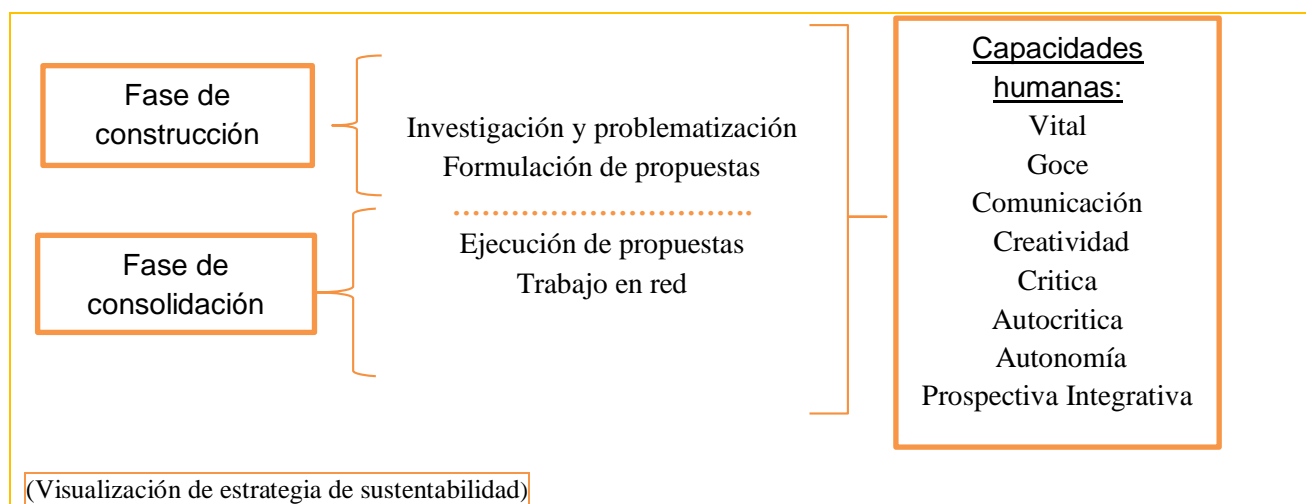 Fase de
construcción
Investigación y problematización
Formulación de propuestas
Fase de
consolidación
Ejecución de propuestas
Trabajo en red
Capacidades
humanas:
Vital
Goce
Comunicación
Creatividad
Critica
Autocritica
Autonomía
Prospectiva Integrativa
(Visualización de estrategia de sustentabilidad)